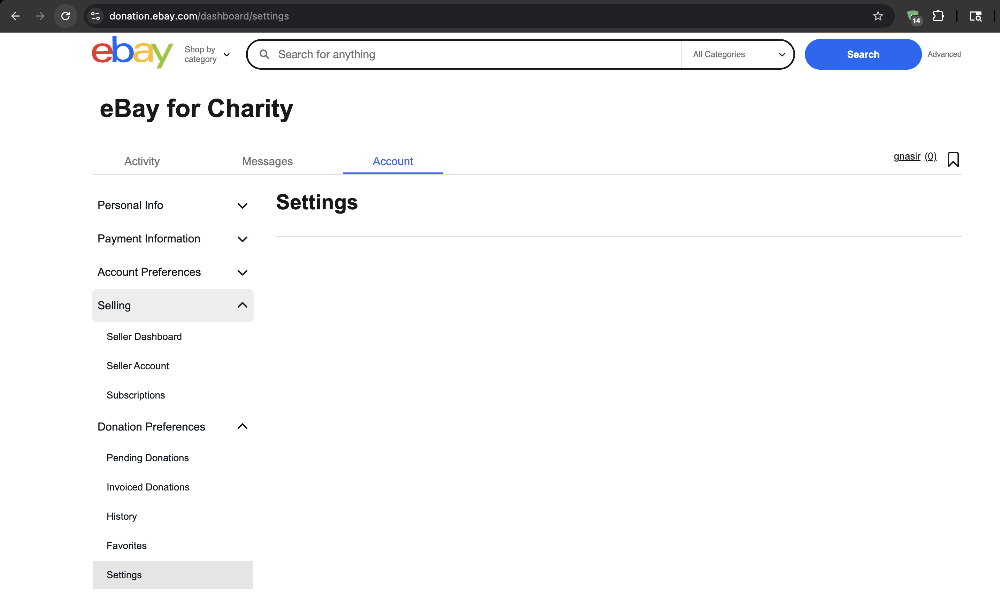 donation.ebay.com/dashboard/settings
14
ebay
Shop by
category
Search for anything
All Categories
Search
Advanced
eBay for Charity
Activity
Messages
Account
gnasir (0)
Personal Info
Settings
Payment Information
Account Preferences
Selling
Seller Dashboard
Seller Account
Subscriptions
Donation Preferences
Pending Donations
Invoiced Donations
History
Favorites
Settings